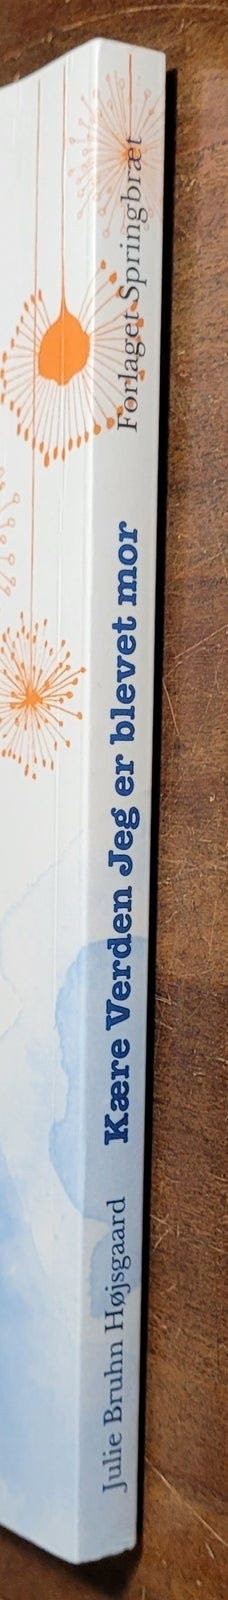 Julie Bruhn Højsgaard
Kære Verden Jeg er blevet mor
Forlaget Springbræt